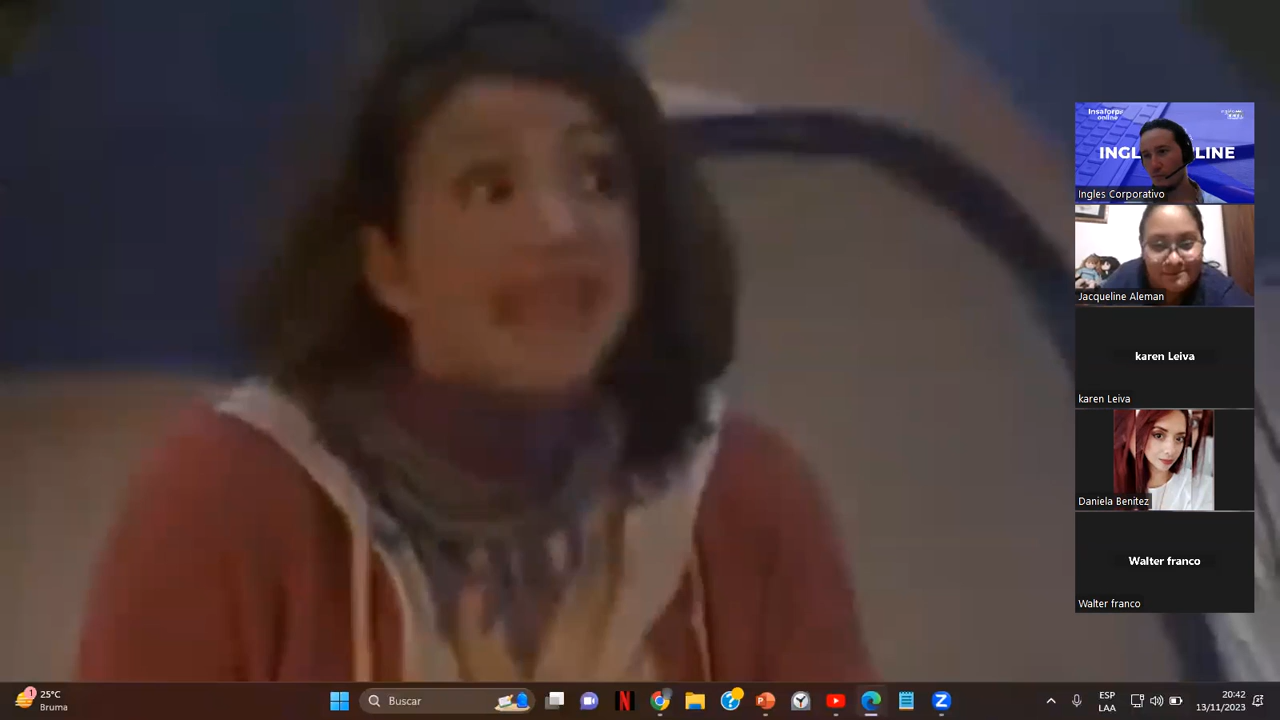 Insaforp
online
INGL
LINE
Ingles Corporativo
Jacqueline Aleman
karen Leiva
karen Leiva
Daniela Benitez
Walter franco
Walter franco
1
25°C
Bruma
Buscar
ESP
LAA
20:42
13/11/2023